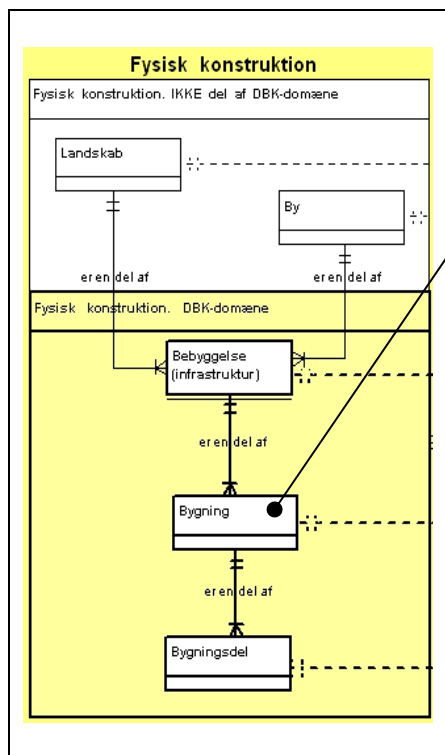 Fysisk konstruktion
Fysisk konstruktion. IKKE del af DBK-domæne
Landskab
By
er en del af
er en del af
Fysisk konstruktion. DBK-domæne
Bebyggelse
(infrastruktur)
er en del af
Bygning
er en del af
Bygningsdel